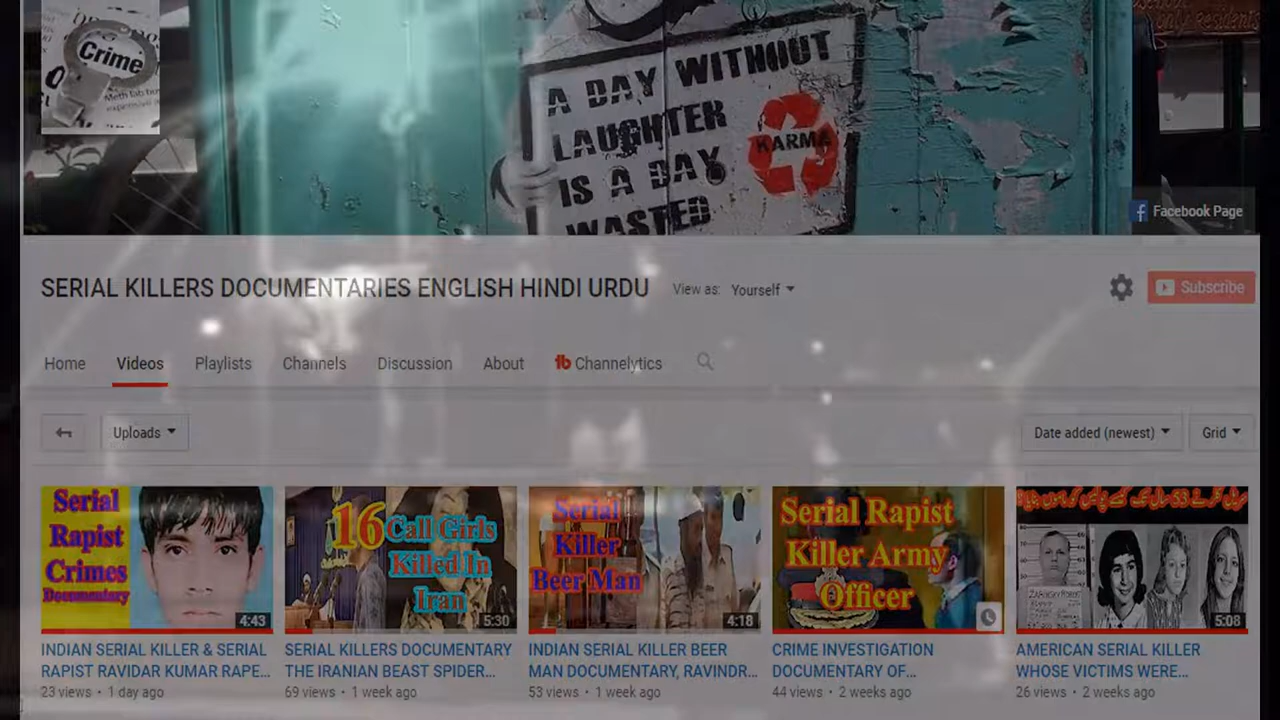 Crime
A DAY WITHOUT
LAUGHTER
IS A DAY
WASTED
KARMA
Facebook Page
SERIAL KILLERS DOCUMENTARIES ENGLISH HINDI URDU
View as: Yourself
Subscribe
Home Videos Playlists Channels Discussion About Channelytics
Uploads
Date added (newest) Grid
Serial
Rapist
Crimes
Documentary
4:43
16 Call Girls
Killed In
Iran
5:30
Serial
Killer
Beer Man
4:18
Serial Rapist
Killer Army
Officer
5:08
INDIAN SERIAL KILLER & SERIAL
RAPIST RAVIDAR KUMAR RAPE...
23 views • 1 day ago
SERIAL KILLERS DOCUMENTARY
THE IRANIAN BEAST SPIDER...
69 views • 1 week ago
INDIAN SERIAL KILLER BEER
MAN DOCUMENTARY, RAVINDR...
53 views • 1 week ago
CRIME INVESTIGATION
DOCUMENTARY OF...
44 views • 2 weeks ago
AMERICAN SERIAL KILLER
WHOSE VICTIMS WERE...
26 views • 2 weeks ago